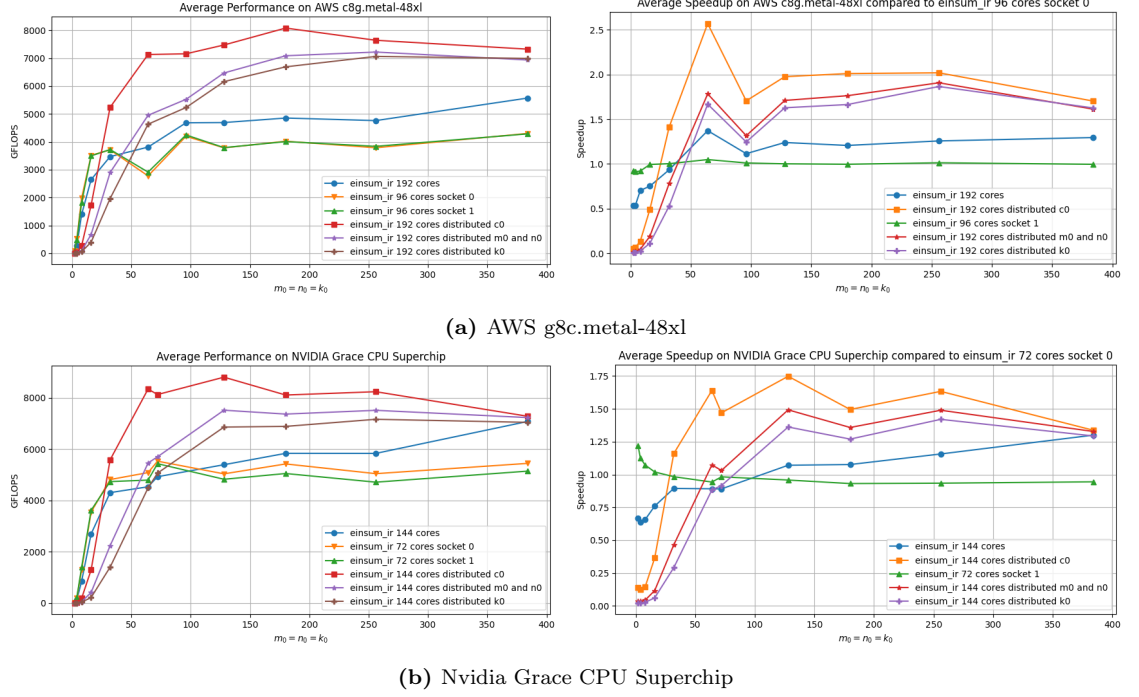 Average Performance on AWS c8g.metal-48xl
8000
7000
6000
5000
4000
3000
2000
1000
0
GFLOPS
einsum_ir 192 cores
einsum_ir 96 cores socket 0
einsum_ir 96 cores socket 1
einsum_ir 192 cores distributed c0
einsum_ir 192 cores distributed m0 and n0
einsum_ir 192 cores distributed k0
0 50 100 150 200 250 300 350 400
m₀ = n₀ = k₀
Average Speedup on AWS c8g.metal-48xl compared to einsum_ir 96 cores socket 0
2.5
2.0
1.5
1.0
0.5
0.0
Speedup
einsum_ir 192 cores
einsum_ir 192 cores distributed c0
einsum_ir 96 cores socket 1
einsum_ir 192 cores distributed m0 and n0
einsum_ir 192 cores distributed k0
0 50 100 150 200 250 300 350 400
m₀ = n₀ = k₀
(a) AWS g8c.metal-48xl
Average Performance on NVIDIA Grace CPU Superchip
8000
6000
4000
2000
0
GFLOPS
einsum_ir 144 cores
einsum_ir 72 cores socket 0
einsum_ir 72 cores socket 1
einsum_ir 144 cores distributed c0
einsum_ir 144 cores distributed m0 and n0
einsum_ir 144 cores distributed k0
0 50 100 150 200 250 300 350 400
m₀ = n₀ = k₀
Average Speedup on NVIDIA Grace CPU Superchip compared to einsum_ir 72 cores socket 0
1.75
1.50
1.25
1.00
0.75
0.50
0.25
0.00
Speedup
einsum_ir 144 cores
einsum_ir 144 cores distributed c0
einsum_ir 72 cores socket 1
einsum_ir 144 cores distributed m0 and n0
einsum_ir 144 cores distributed k0
0 50 100 150 200 250 300 350 400
m₀ = n₀ = k₀
(b) Nvidia Grace CPU Superchip